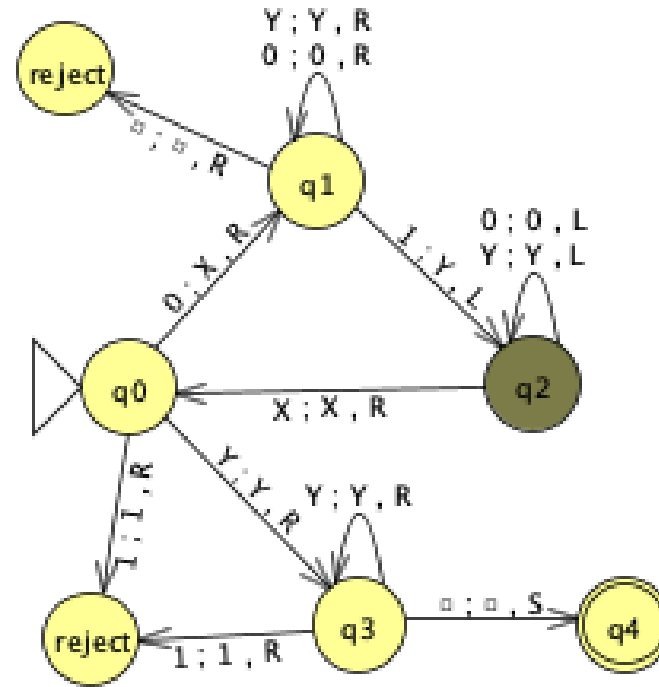 Y ; Y , R
0 ; 0 , R
reject
□ ; □ , R
q1
0 ; X , R
1 ; Y , L
0 ; 0 , L
Y ; Y , L
q0
q2
X ; X , R
Y ; Y , R
1 ; 1 , R
Y ; Y , R
reject
1 ; 1 , R
q3
□ ; □ , S
q4